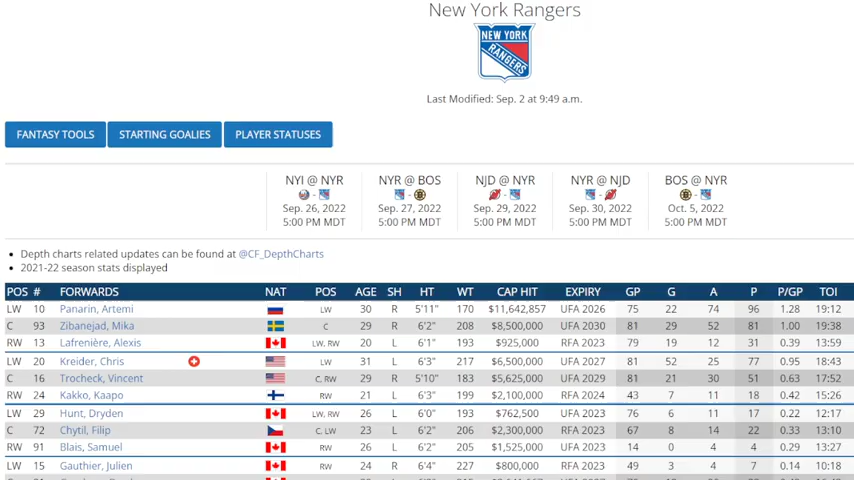 New York Rangers
NEW YORK
RANGERS
Last Modified: Sep. 2 at 9:49 a.m.
FANTASY TOOLS STARTING GOALIES PLAYER STATUSES
NYI @ NYR NYR @ BOS NJD @ NYR NYR @ NJD BOS @ NYR
- - - - -
Sep. 26, 2022 Sep. 27, 2022 Sep. 29, 2022 Sep. 30, 2022 Oct. 5, 2022
5:00 PM MDT 5:00 PM MDT 5:00 PM MDT 5:00 PM MDT 5:00 PM MDT
• Depth charts related updates can be found at @CF_DepthCharts
• 2021-22 season stats displayed
POS # FORWARDS NAT POS AGE SH HT WT CAP HIT EXPIRY GP G A P P/GP TOI
LW 10 Panarin, Artemi LW 30 R 5'11" 170 $11,642,857 UFA 2026 75 22 74 96 1.28 19:12
C 93 Zibanejad, Mika C 29 R 6'2" 208 $8,500,000 UFA 2030 81 29 52 81 1.00 19:38
RW 13 Lafrenière, Alexis LW, RW 20 L 6'1" 193 $925,000 RFA 2023 79 19 12 31 0.39 13:59
LW 20 Kreider, Chris LW 31 L 6'3" 217 $6,500,000 UFA 2027 81 52 25 77 0.95 18:43
C 16 Trocheck, Vincent C, RW 29 R 5'10" 183 $5,625,000 UFA 2029 81 21 30 51 0.63 17:52
RW 24 Kakko, Kaapo RW 21 L 6'3" 199 $2,100,000 RFA 2024 43 7 11 18 0.42 15:26
LW 29 Hunt, Dryden LW, RW 26 L 6'0" 193 $762,500 UFA 2023 76 6 11 17 0.22 12:17
C 72 Chytil, Filip C, LW 23 L 6'2" 206 $2,300,000 RFA 2023 67 8 14 22 0.33 13:10
RW 91 Blais, Samuel RW 26 L 6'2" 205 $1,525,000 UFA 2023 14 0 4 4 0.29 13:27
LW 15 Gauthier, Julien RW 24 R 6'4" 227 $800,000 RFA 2023 49 3 4 7 0.14 10:18